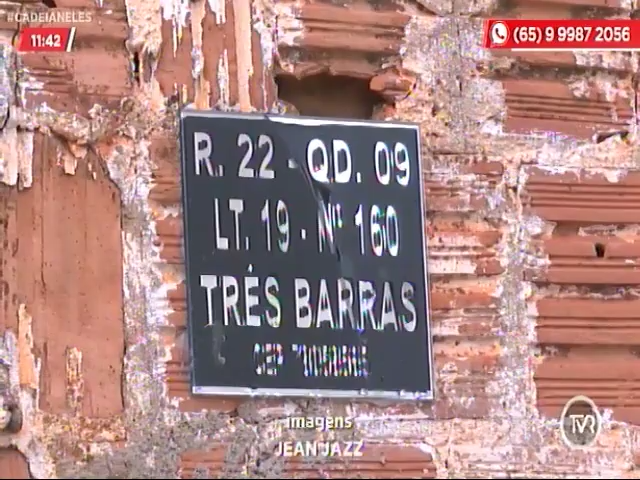 #CADEIANELES
11:42
(65) 9 9987 2056
R. 22 - QD. 09
LT. 19 - Nº 160
TRÊS BARRAS
CEP
imagens
JEAN JAZZ
TVR